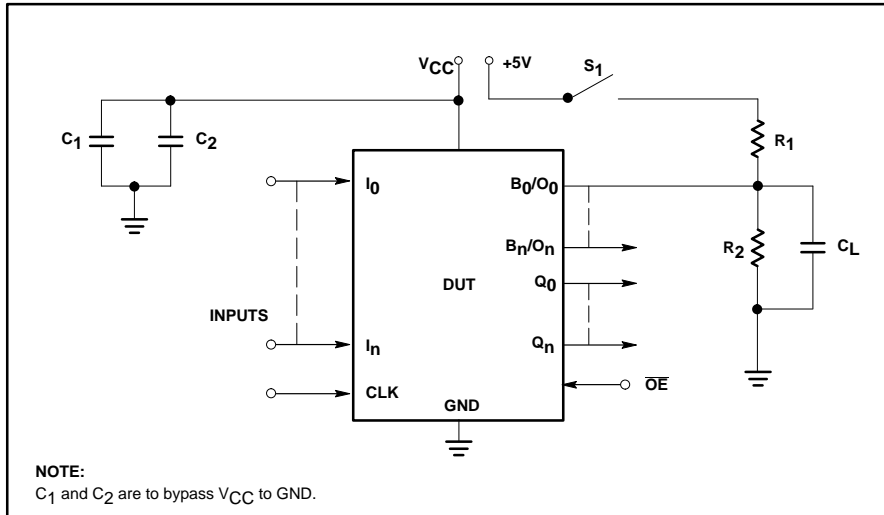 VCC
+5V
S1
C1
C2
R1
I0
B0/O0
Bn/On
R2
CL
DUT
Q0
INPUTS
In
Qn
CLK
OE
GND
NOTE:
C1 and C2 are to bypass VCC to GND.